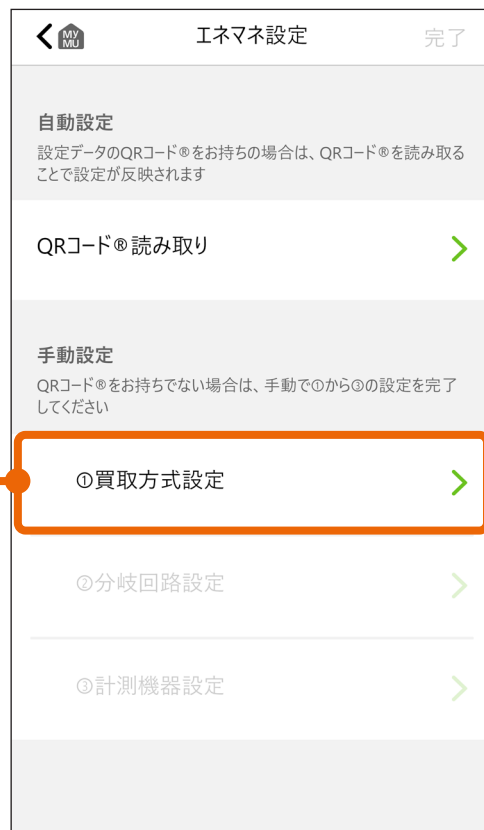 MY
MU
エネマネ設定
完了
自動設定
設定データのQRコード®をお持ちの場合は、QRコード®を読み取る
ことで設定が反映されます
QRコード®読み取り
手動設定
QRコード®をお持ちでない場合は、手動で①から③の設定を完了
してください
①買取方式設定
②分岐回路設定
③計測機器設定